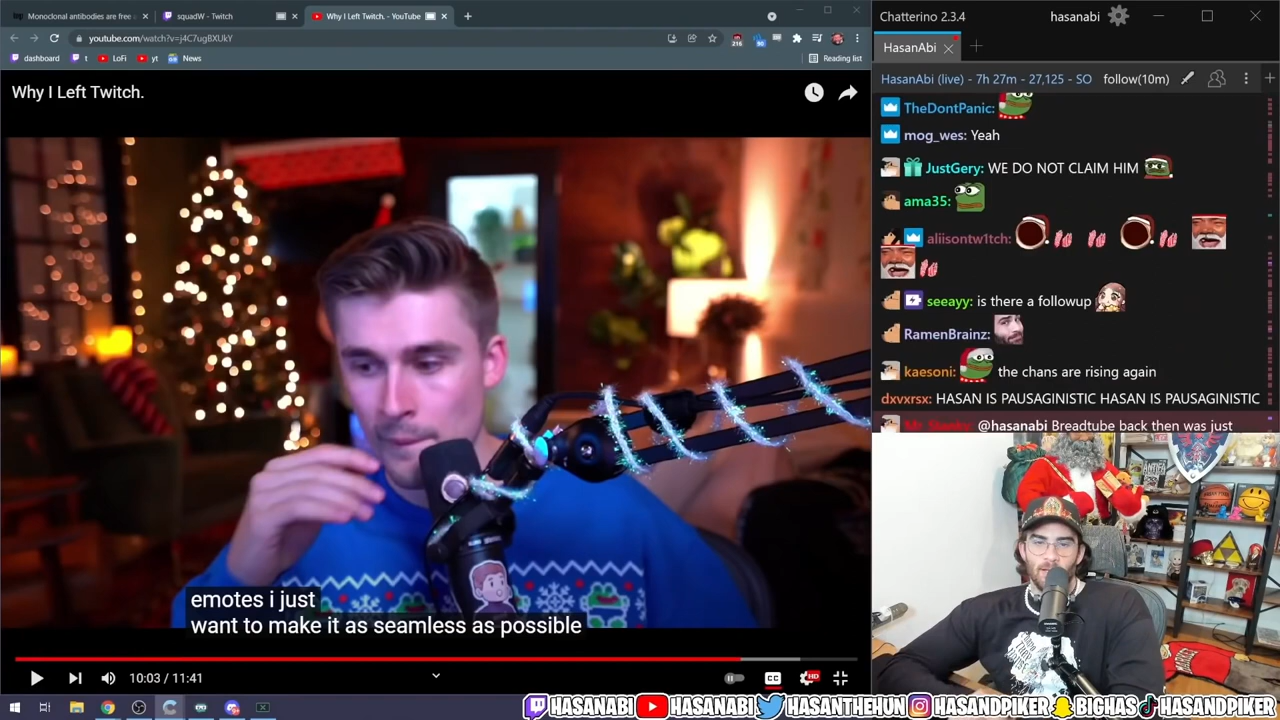 Monoclonal antibodies are free
squadW - Twitch
Why I Left Twitch. - YouTube
youtube.com/watch?v=j4C7ugBXUkY
216
90
dashboard
t
LoFi
yt
News
Reading list
Why I Left Twitch.
emotes i just
want to make it as seamless as possible
10:03 / 11:41
CC
HD
Chatterino 2.3.4
hasanabi
HasanAbi
HasanAbi (live) - 7h 27m - 27,125 - SO
follow(10m)
TheDontPanic:
mog_wes: Yeah
JustGery: WE DO NOT CLAIM HIM
ama35:
aliisontw1tch:
seeayy: is there a followup
RamenBrainz:
kaesoni: the chans are rising again
dxvxrsx: HASAN IS PAUSAGINISTIC HASAN IS PAUSAGINISTIC
@hasanabi Breadtube back then was just
HASANABI
HASANABI
HASANTHEHUN
HASANDPIKER
BIGHAS
HASANDPIKER